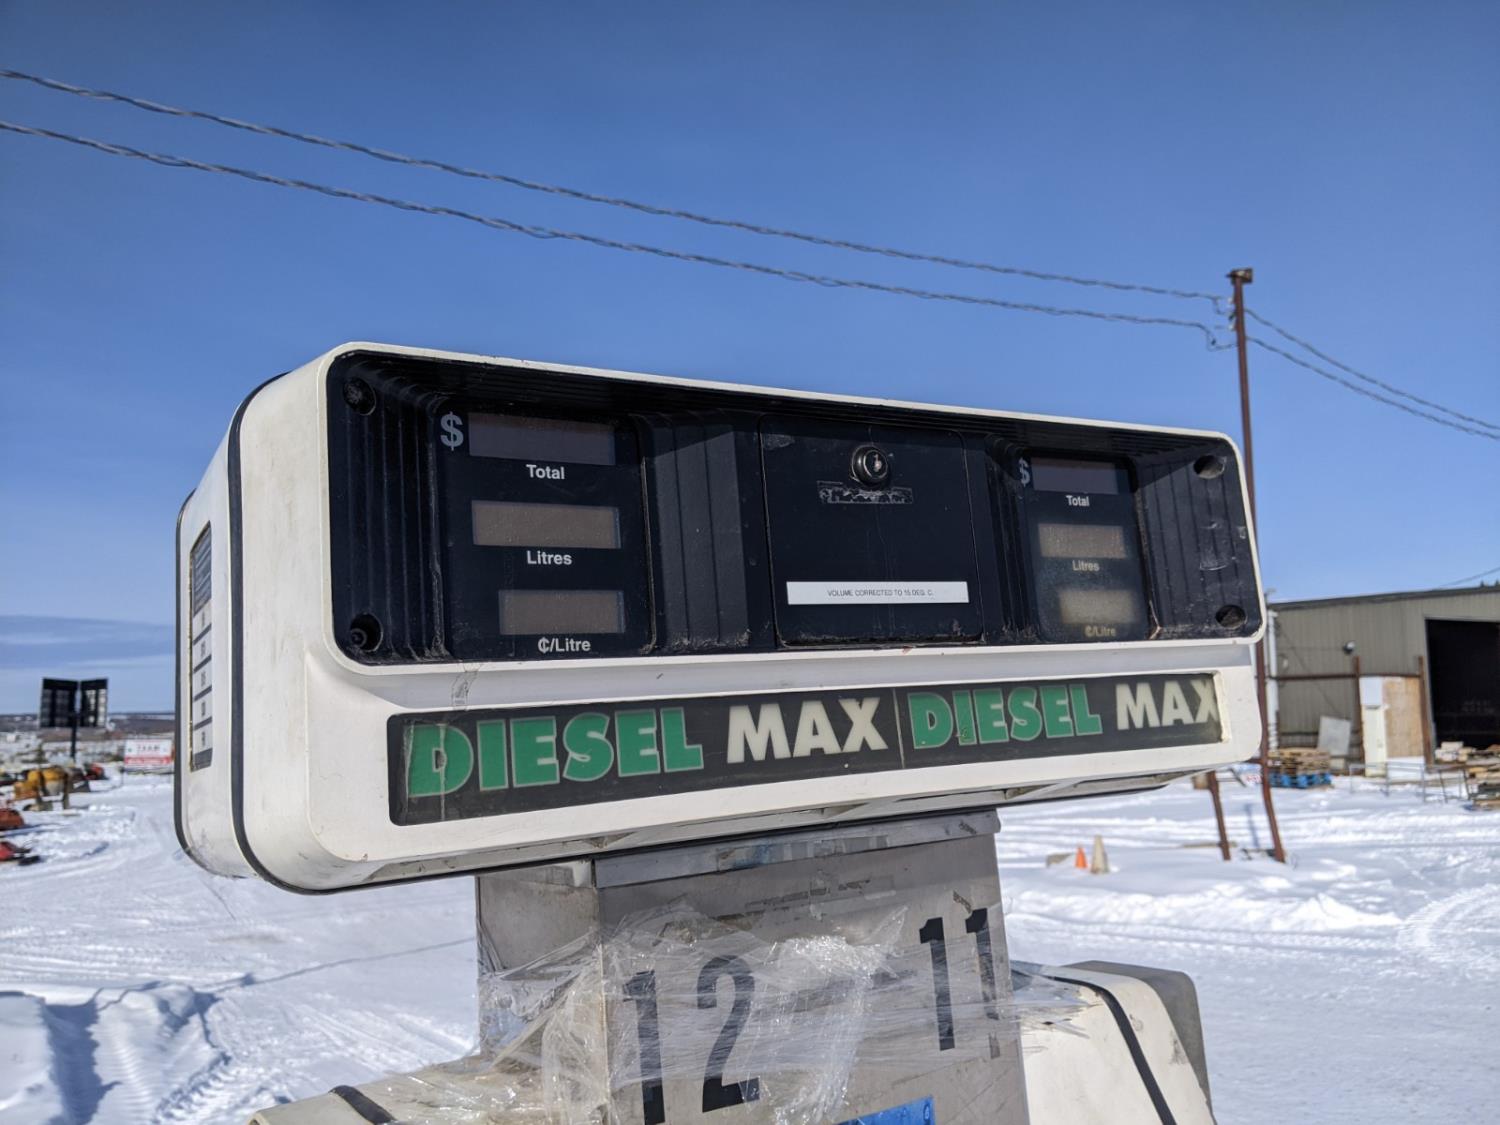 $
Total
Litres
₵/Litre
VOLUME CORRECTED TO 15 DEG. C.
$
Total
Litres
₵/Litre
DIESEL MAX DIESEL MAX
12 11